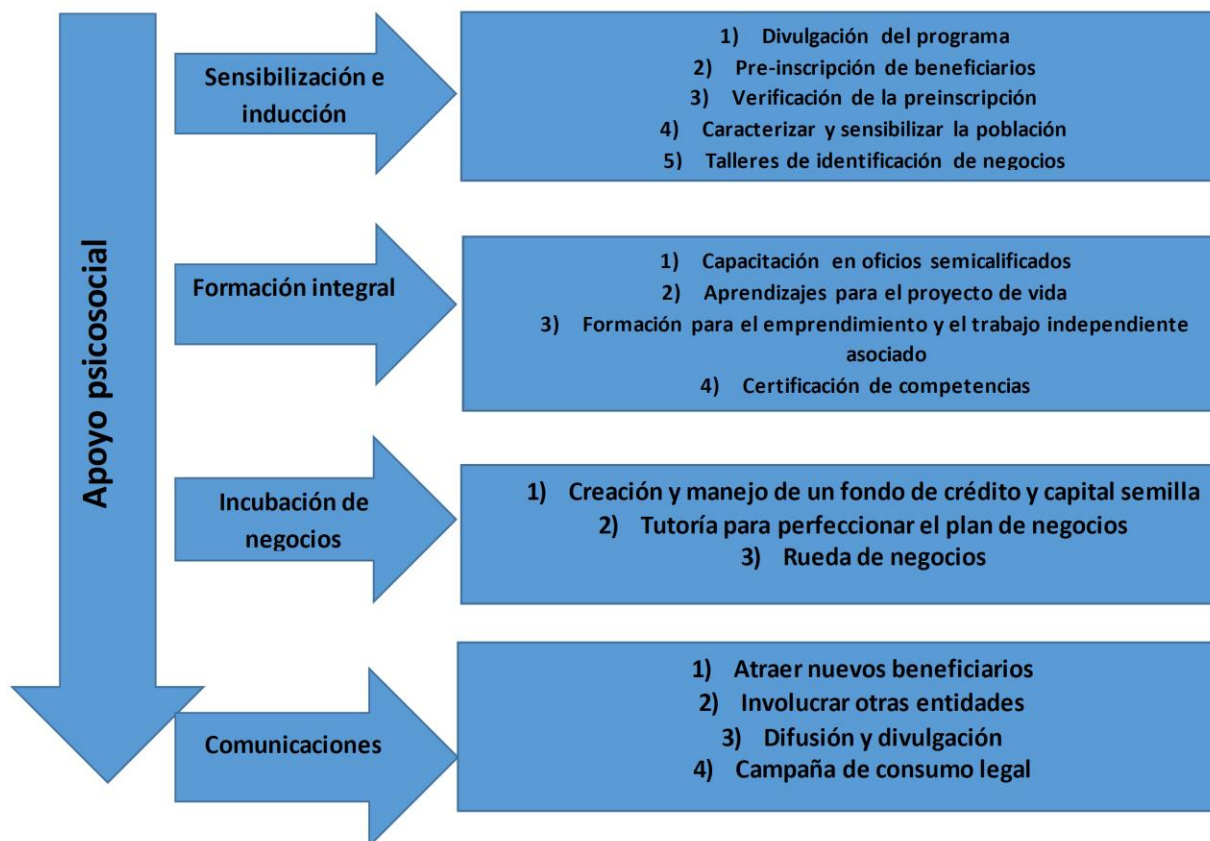 Apoyo psicosocial
Sensibilización e
inducción
1) Divulgación del programa
2) Pre-inscripción de beneficiarios
3) Verificación de la preinscripción
4) Caracterizar y sensibilizar la población
5) Talleres de identificación de negocios
Formación integral
1) Capacitación en oficios semicalificados
2) Aprendizajes para el proyecto de vida
3) Formación para el emprendimiento y el trabajo independiente
asociado
4) Certificación de competencias
Incubación de
negocios
1) Creación y manejo de un fondo de crédito y capital semilla
2) Tutoría para perfeccionar el plan de negocios
3) Rueda de negocios
Comunicaciones
1) Atraer nuevos beneficiarios
2) Involucrar otras entidades
3) Difusión y divulgación
4) Campaña de consumo legal